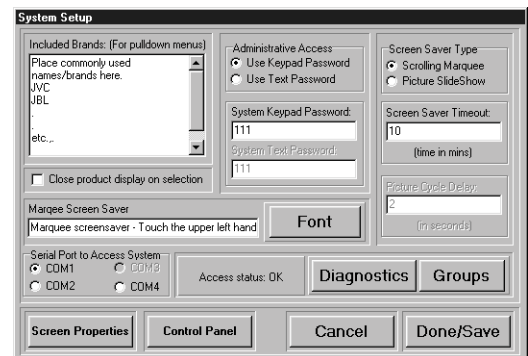 System Setup
Included Brands: (For pulldown menus)
Place commonly used
names/brands here.
JVC
JBL
.
.
etc.,.
Close product display on selection
Administrative Access
Use Keypad Password
Use Text Password
System Keypad Password:
111
System Text Password:
111
Screen Saver Type
Scrolling Marquee
Picture SlideShow
Screen Saver Timeout:
10
(time in mins)
Picture Cycle Delay:
2
(in seconds)
Marqee Screen Saver
Marquee screensaver - Touch the upper left hand
Font
Serial Port to Access System
COM1
COM3
COM2
COM4
Access status: OK
Diagnostics
Groups
Screen Properties
Control Panel
Cancel
Done/Save